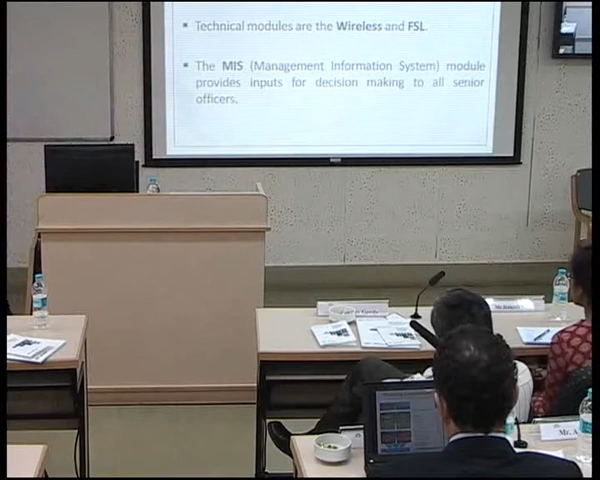 ▪ Technical modules are the Wireless and FSL.
▪ The MIS (Management Information System) module
provides inputs for decision making to all senior
officers.
Mr. A